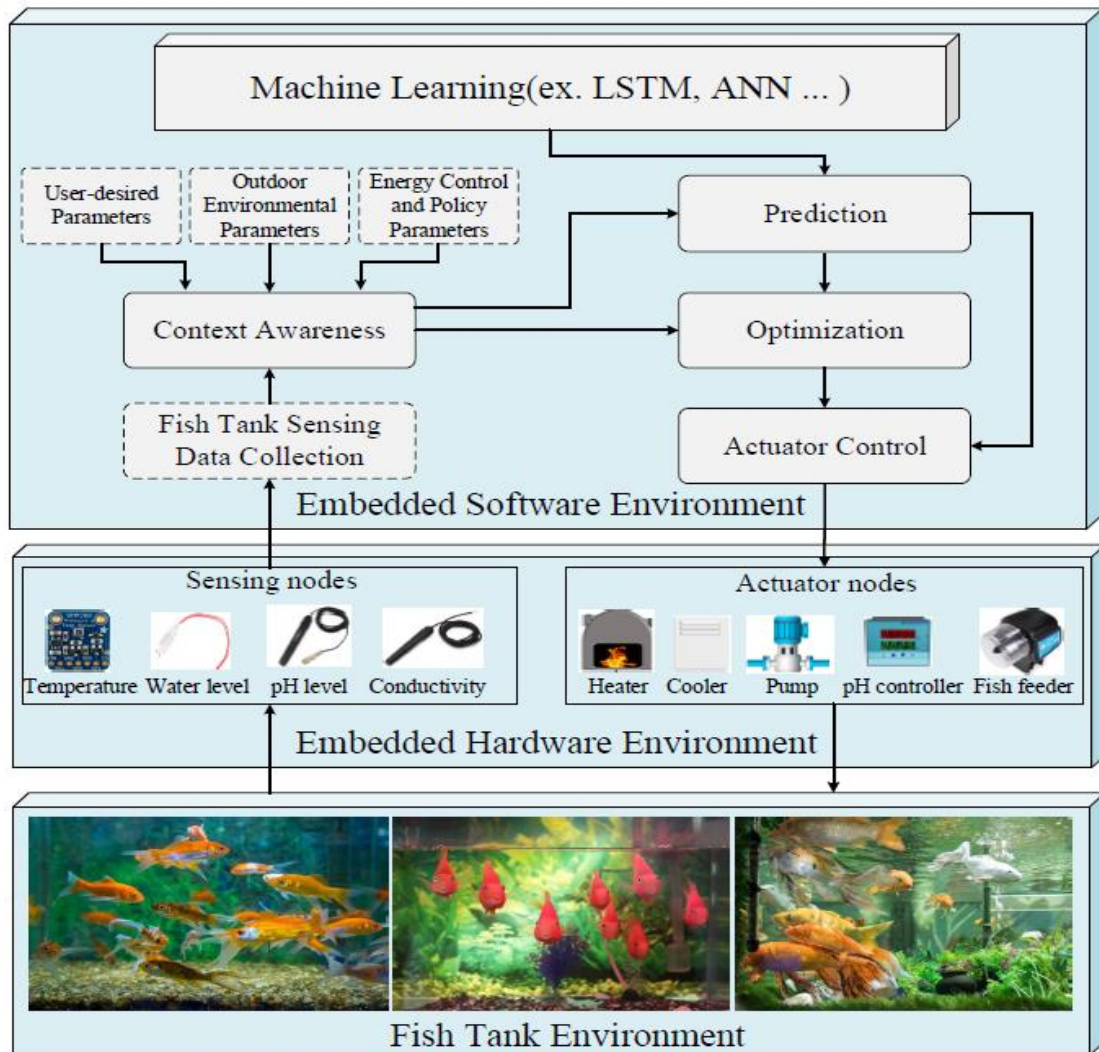 Machine Learning(ex. LSTM, ANN ... )
User-desired
Parameters
Outdoor
Environmental
Parameters
Energy Control
and Policy
Parameters
Prediction
Context Awareness
Optimization
Fish Tank Sensing
Data Collection
Actuator Control
Embedded Software Environment
Sensing nodes
Actuator nodes
Temperature
Water level
pH level
Conductivity
Heater
Cooler
Pump
pH controller
Fish feeder
Embedded Hardware Environment
Fish Tank Environment